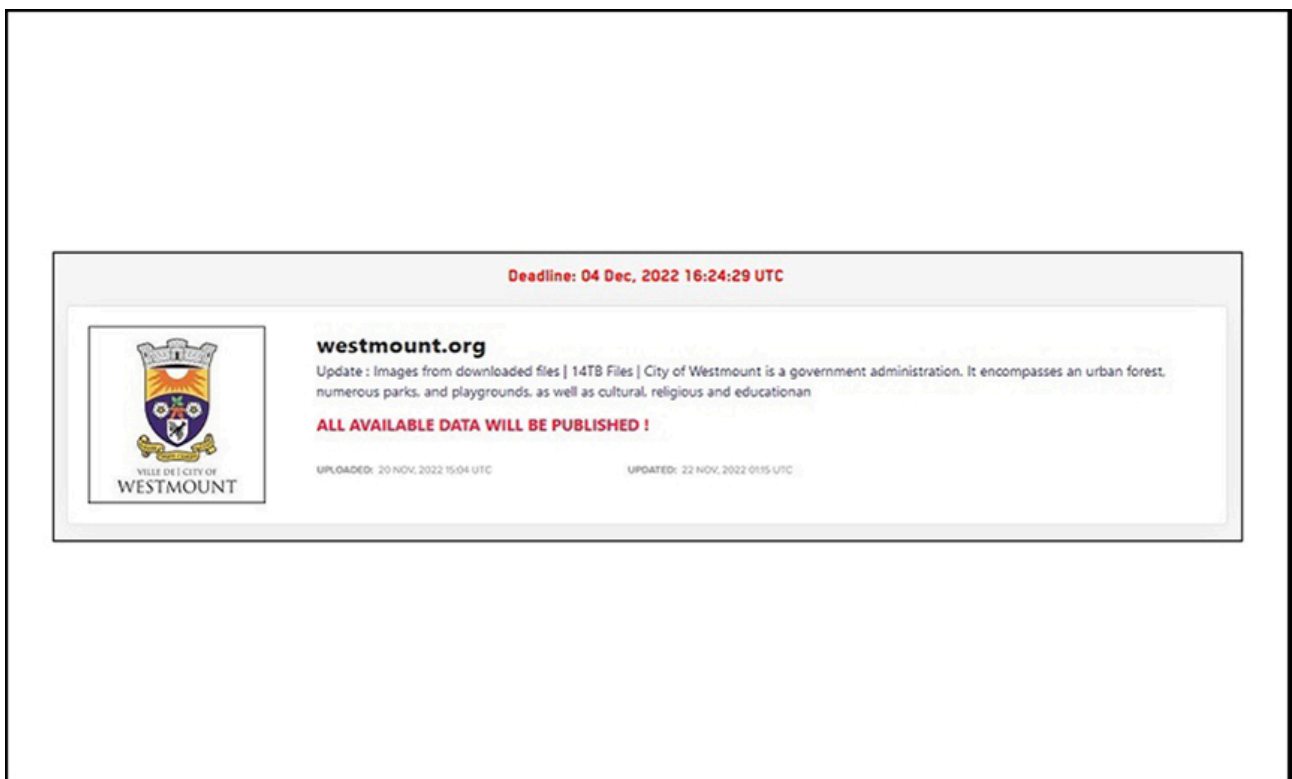 Deadline: 04 Dec, 2022 16:24:29 UTC
westmount.org
Update : Images from downloaded files | 14TB Files | City of Westmount is a government administration. It encompasses an urban forest,
numerous parks, and playgrounds, as well as cultural, religious and educationan
ALL AVAILABLE DATA WILL BE PUBLISHED !
UPLOADED: 20 NOV, 2022 15:04 UTC
UPDATED: 22 NOV, 2022 01:15 UTC
VILLE DE | CITY OF
WESTMOUNT